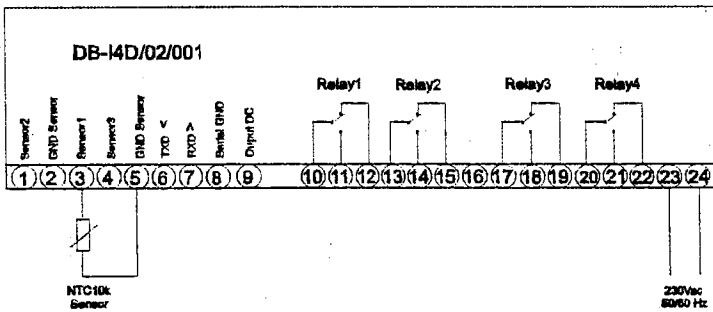 DB-I4D/02/001
Relay1 Relay2 Relay3 Relay4
Sensor2
GND Sensor
Sensor1
Sensor3
GND Sensor
TXD <
RXD >
Serial GND
Ouput DC
1 2 3 4 5 6 7 8 9 10 11 12 13 14 15 16 17 18 19 20 21 22 23 24
NTC10k
Sensor
230Vac
50/60 Hz